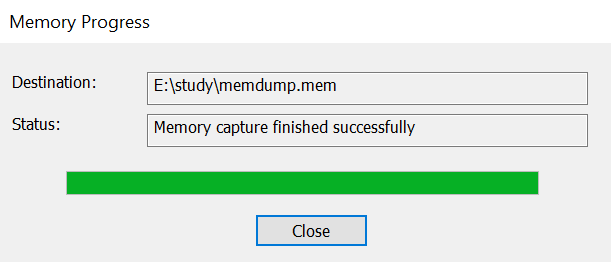 Memory Progress
Destination: E:\study\memdump.mem
Status: Memory capture finished successfully
Close